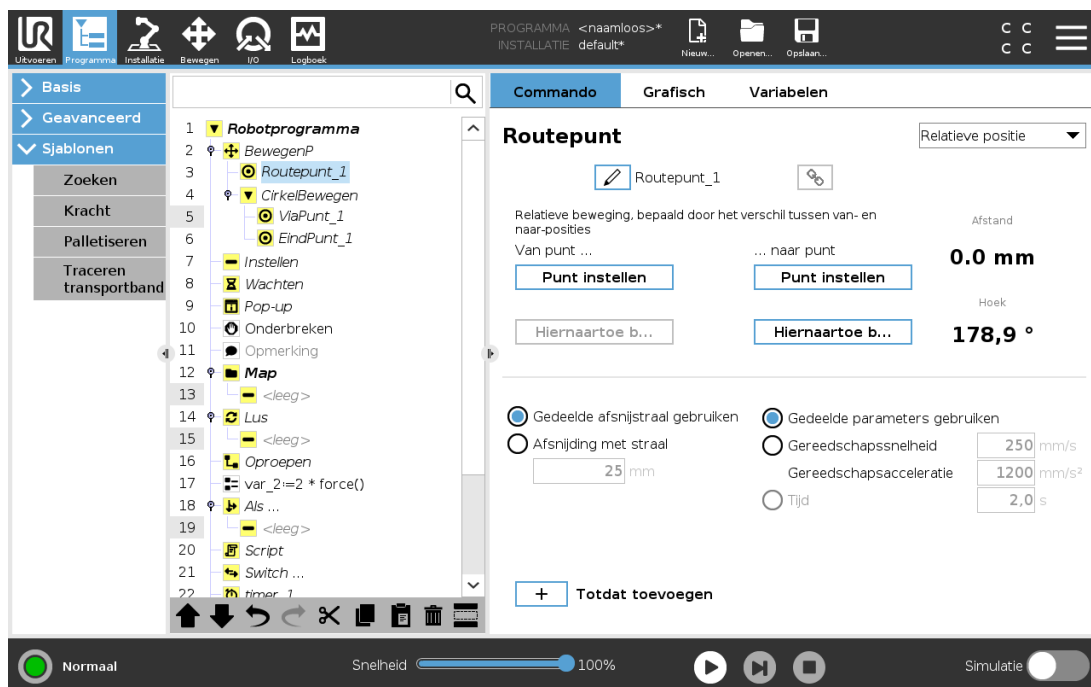 UR
Uitvoeren
Programma
Installatie
Bewegen
I/O
Logboek
PROGRAMMA <naamloos>*
INSTALLATIE default*
Nieuw...
Openen...
Opslaan...
C C
C C
Basis
Geavanceerd
Sjablonen
Zoeken
Kracht
Palletiseren
Traceren
transportband
1 Robotprogramma
2 BewegenP
3 Routepunt_1
4 CirkelBewegen
5 ViaPunt_1
6 EindPunt_1
7 Instellen
8 Wachten
9 Pop-up
10 Onderbreken
11 Opmerking
12 Map
13 <leeg>
14 Lus
15 <leeg>
16 Oproepen
17 var_2:=2 * force()
18 Als ...
19 <leeg>
20 Script
21 Switch ...
22 timer_1
Commando Grafisch Variabelen
Routepunt
Relatieve positie
Routepunt_1
Relatieve beweging, bepaald door het verschil tussen van- en
naar-posities
Van punt ...
... naar punt
Punt instellen
Punt instellen
Hiernaartoe b...
Hiernaartoe b...
Afstand
0.0 mm
Hoek
178,9 °
Gedeelde afsnijstraal gebruiken
Afsnijding met straal
25 mm
Gedeelde parameters gebruiken
Gereedschapssnelheid 250 mm/s
Gereedschapsacceleratie 1200 mm/s²
Tijd 2,0 s
+ Totdat toevoegen
Normaal
Snelheid 100%
Simulatie